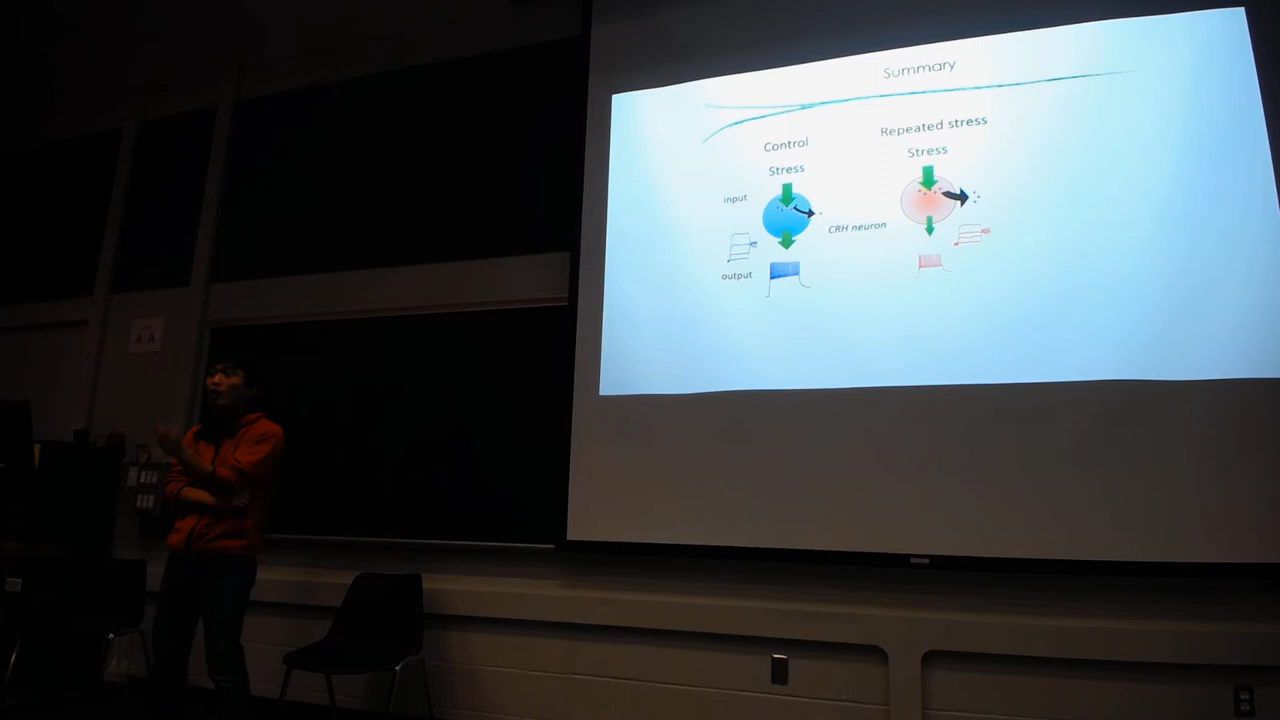 Summary
Control
Repeated stress
Stress
Stress
input
CRH neuron
output
A A